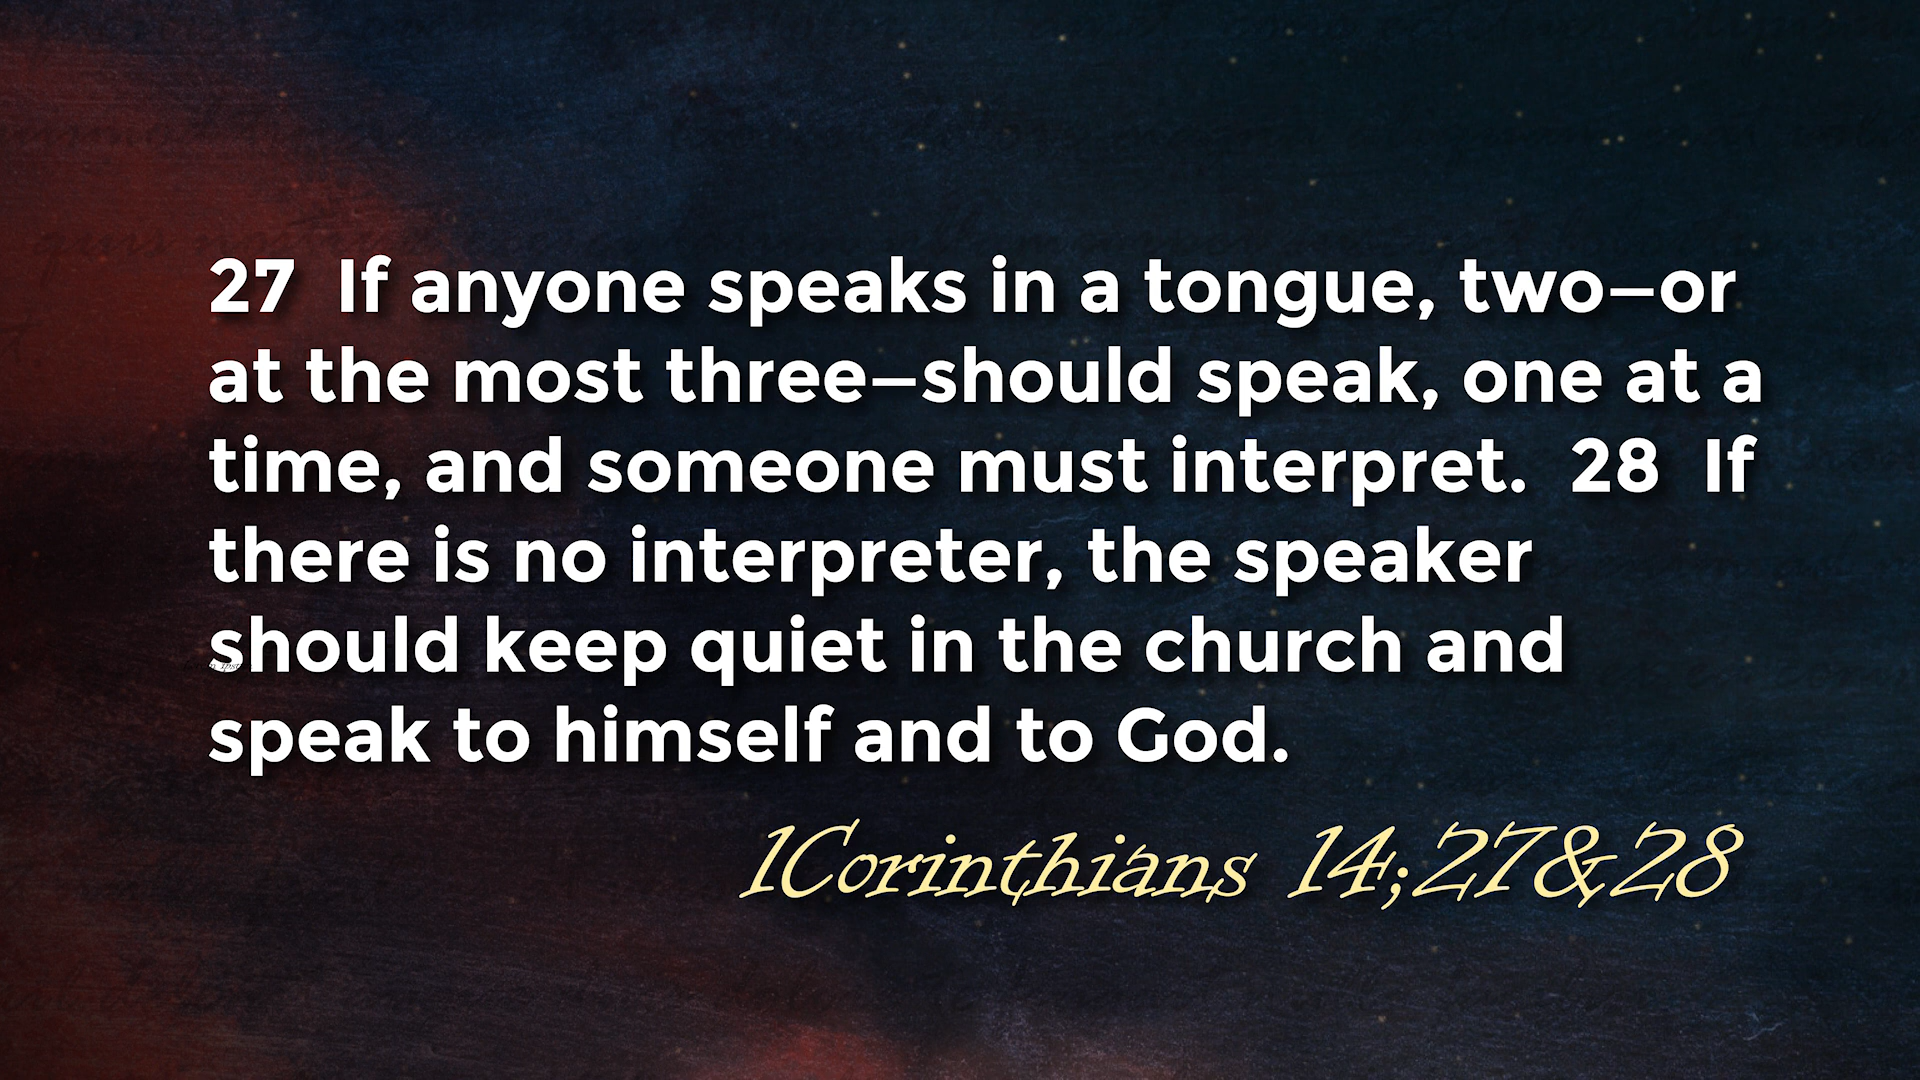 27 If anyone speaks in a tongue, two—or
at the most three—should speak, one at a
time, and someone must interpret. 28 If
there is no interpreter, the speaker
should keep quiet in the church and
speak to himself and to God.
1Corinthians 14;27&28